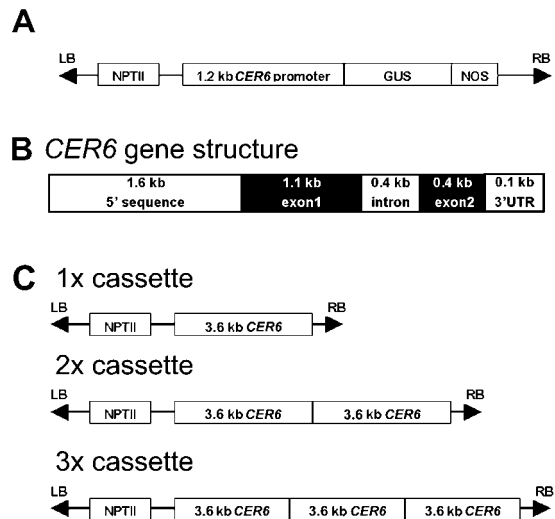 A
LB RB
NPTII 1.2 kb CER6 promoter GUS NOS
B CER6 gene structure
1.6 kb 1.1 kb 0.4 kb 0.4 kb 0.1 kb
5' sequence exon1 intron exon2 3'UTR
C 1x cassette
LB RB
NPTII 3.6 kb CER6
2x cassette
LB RB
NPTII 3.6 kb CER6 3.6 kb CER6
3x cassette
LB RB
NPTII 3.6 kb CER6 3.6 kb CER6 3.6 kb CER6